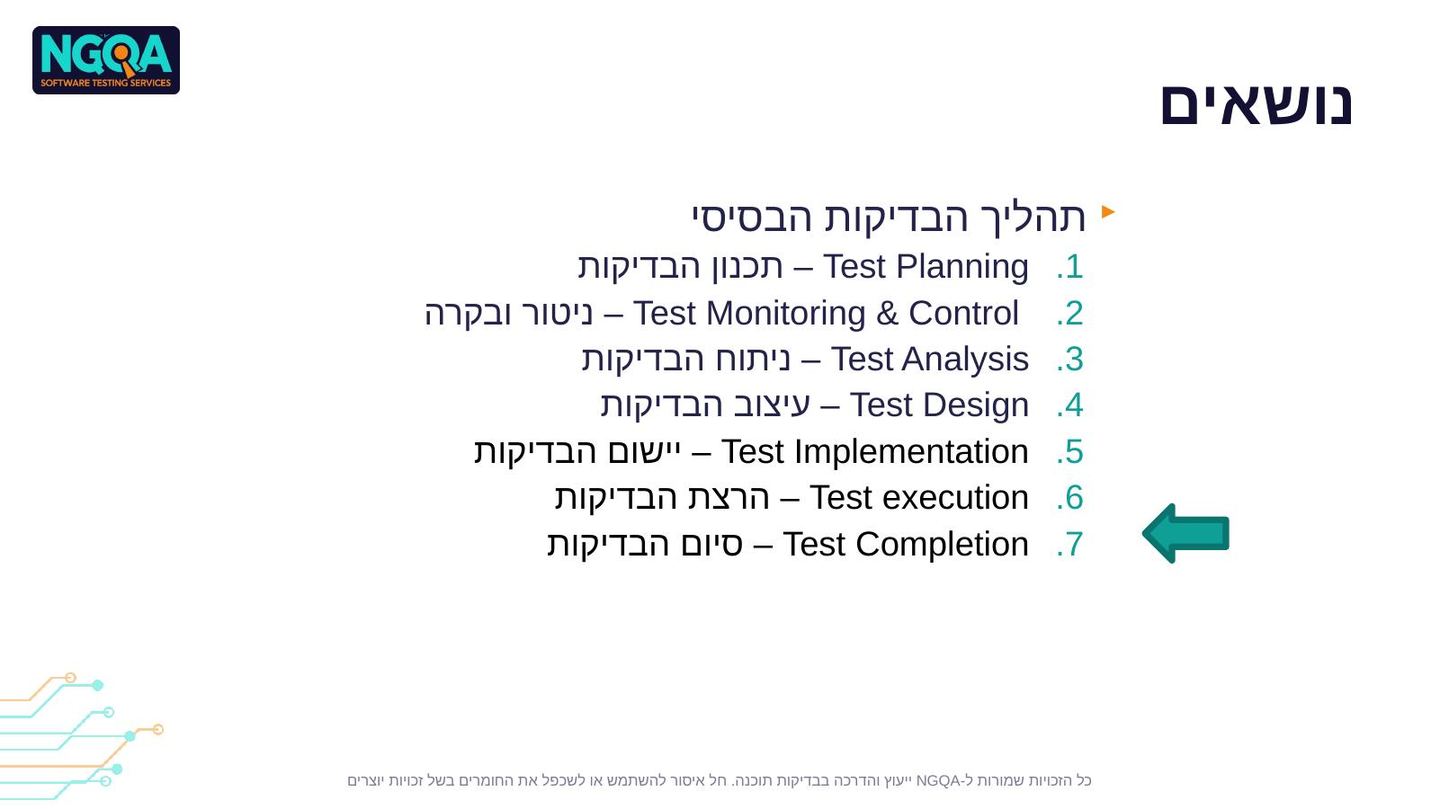 NGQA
SOFTWARE TESTING SERVICES
נושאים
תהליך הבדיקות הבסיסי
1. Test Planning – תכנון הבדיקות
2. Test Monitoring & Control – ניטור ובקרה
3. Test Analysis – ניתוח הבדיקות
4. Test Design – עיצוב הבדיקות
5. Test Implementation – יישום הבדיקות
6. Test execution – הרצת הבדיקות
7. Test Completion – סיום הבדיקות
כל הזכויות שמורות ל-NGQA ייעוץ והדרכה בבדיקות תוכנה. חל איסור להשתמש או לשכפל את החומרים בשל זכויות יוצרים